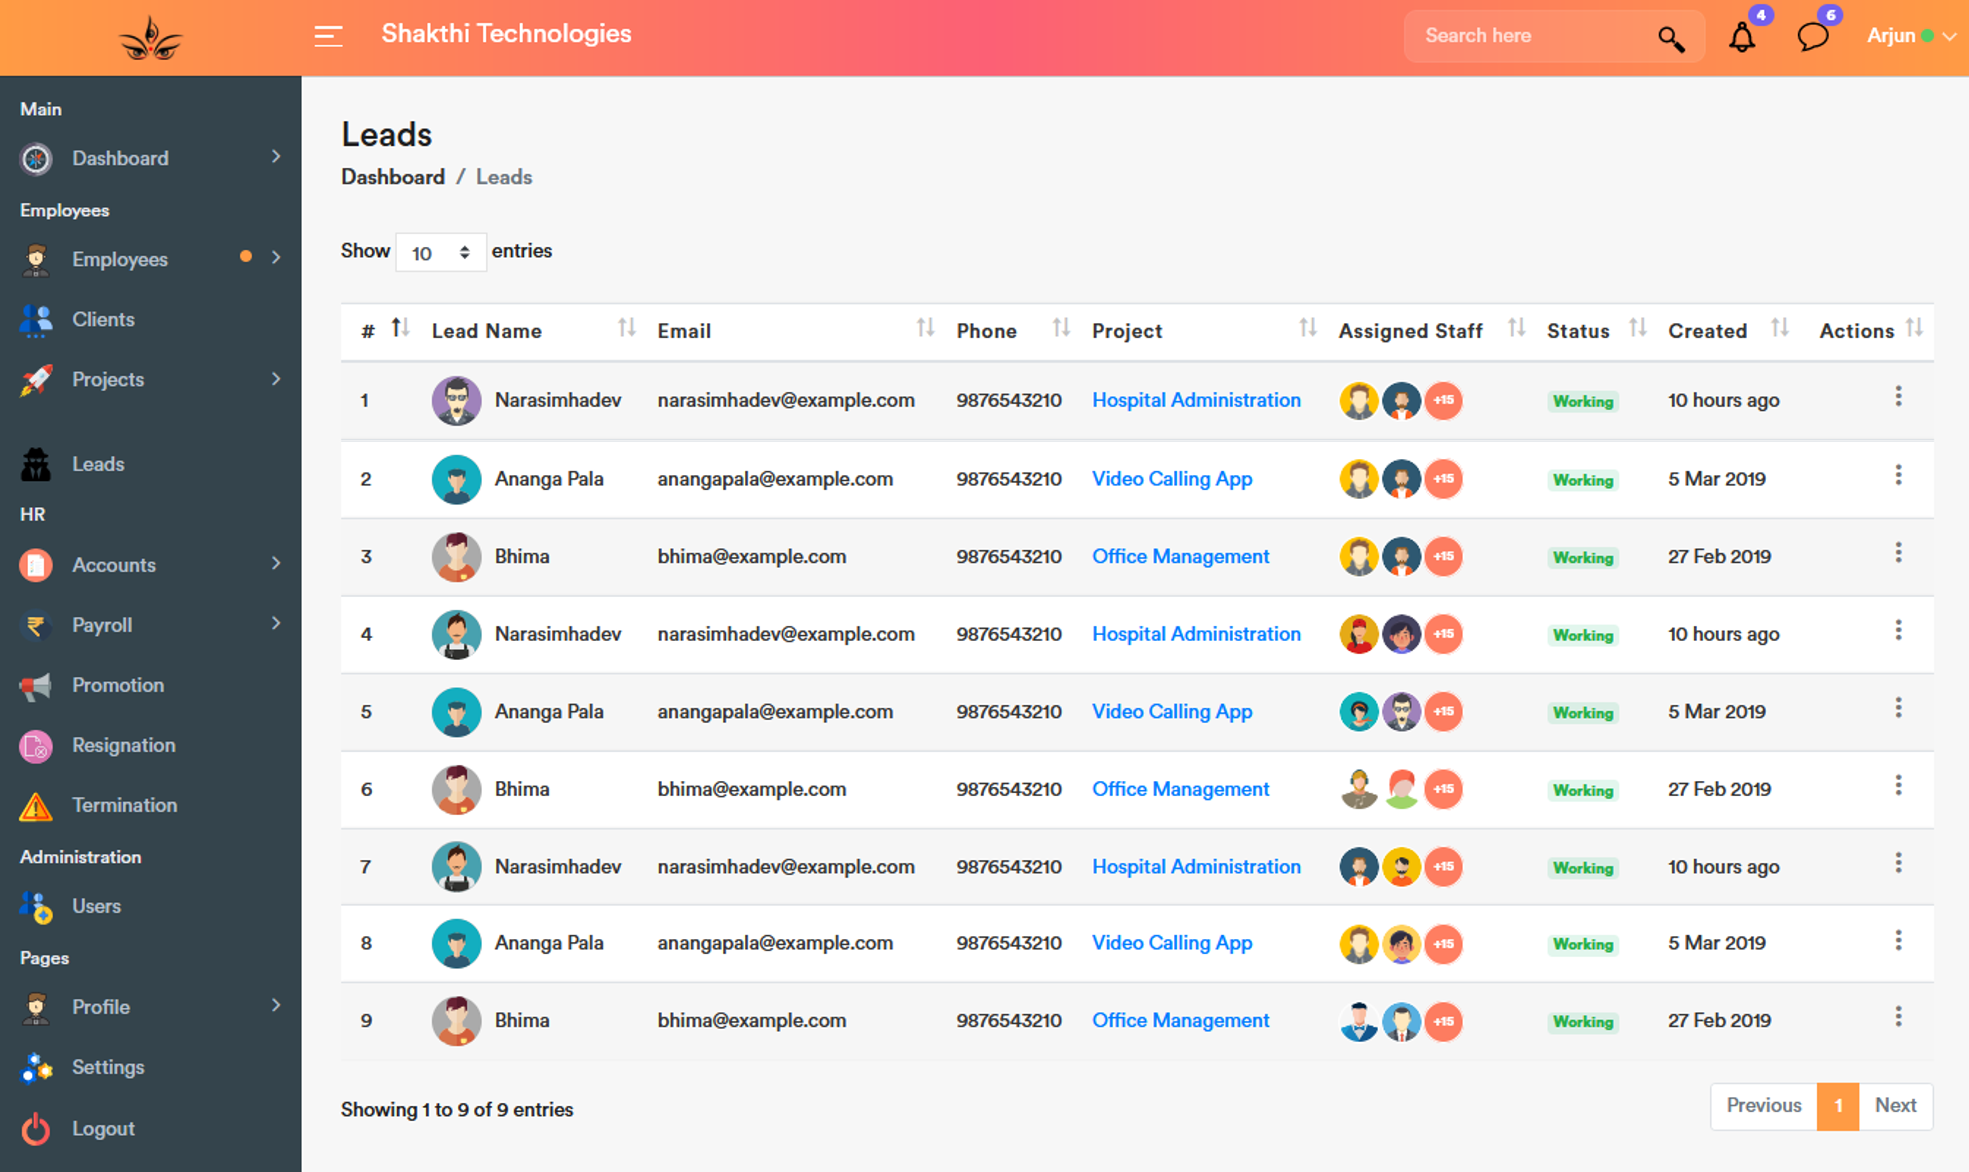 Shakthi Technologies
Search here
4
6
Arjun
Main
Dashboard
Employees
Employees
Clients
Projects
Leads
HR
Accounts
Payroll
Promotion
Resignation
Termination
Administration
Users
Pages
Profile
Settings
Logout
Leads
Dashboard / Leads
Show 10 entries
# Lead Name Email Phone Project Assigned Staff Status Created Actions
1 Narasimhadev narasimhadev@example.com 9876543210 Hospital Administration +15 Working 10 hours ago
2 Ananga Pala anangapala@example.com 9876543210 Video Calling App +15 Working 5 Mar 2019
3 Bhima bhima@example.com 9876543210 Office Management +15 Working 27 Feb 2019
4 Narasimhadev narasimhadev@example.com 9876543210 Hospital Administration +15 Working 10 hours ago
5 Ananga Pala anangapala@example.com 9876543210 Video Calling App +15 Working 5 Mar 2019
6 Bhima bhima@example.com 9876543210 Office Management +15 Working 27 Feb 2019
7 Narasimhadev narasimhadev@example.com 9876543210 Hospital Administration +15 Working 10 hours ago
8 Ananga Pala anangapala@example.com 9876543210 Video Calling App +15 Working 5 Mar 2019
9 Bhima bhima@example.com 9876543210 Office Management +15 Working 27 Feb 2019
Showing 1 to 9 of 9 entries
Previous 1 Next